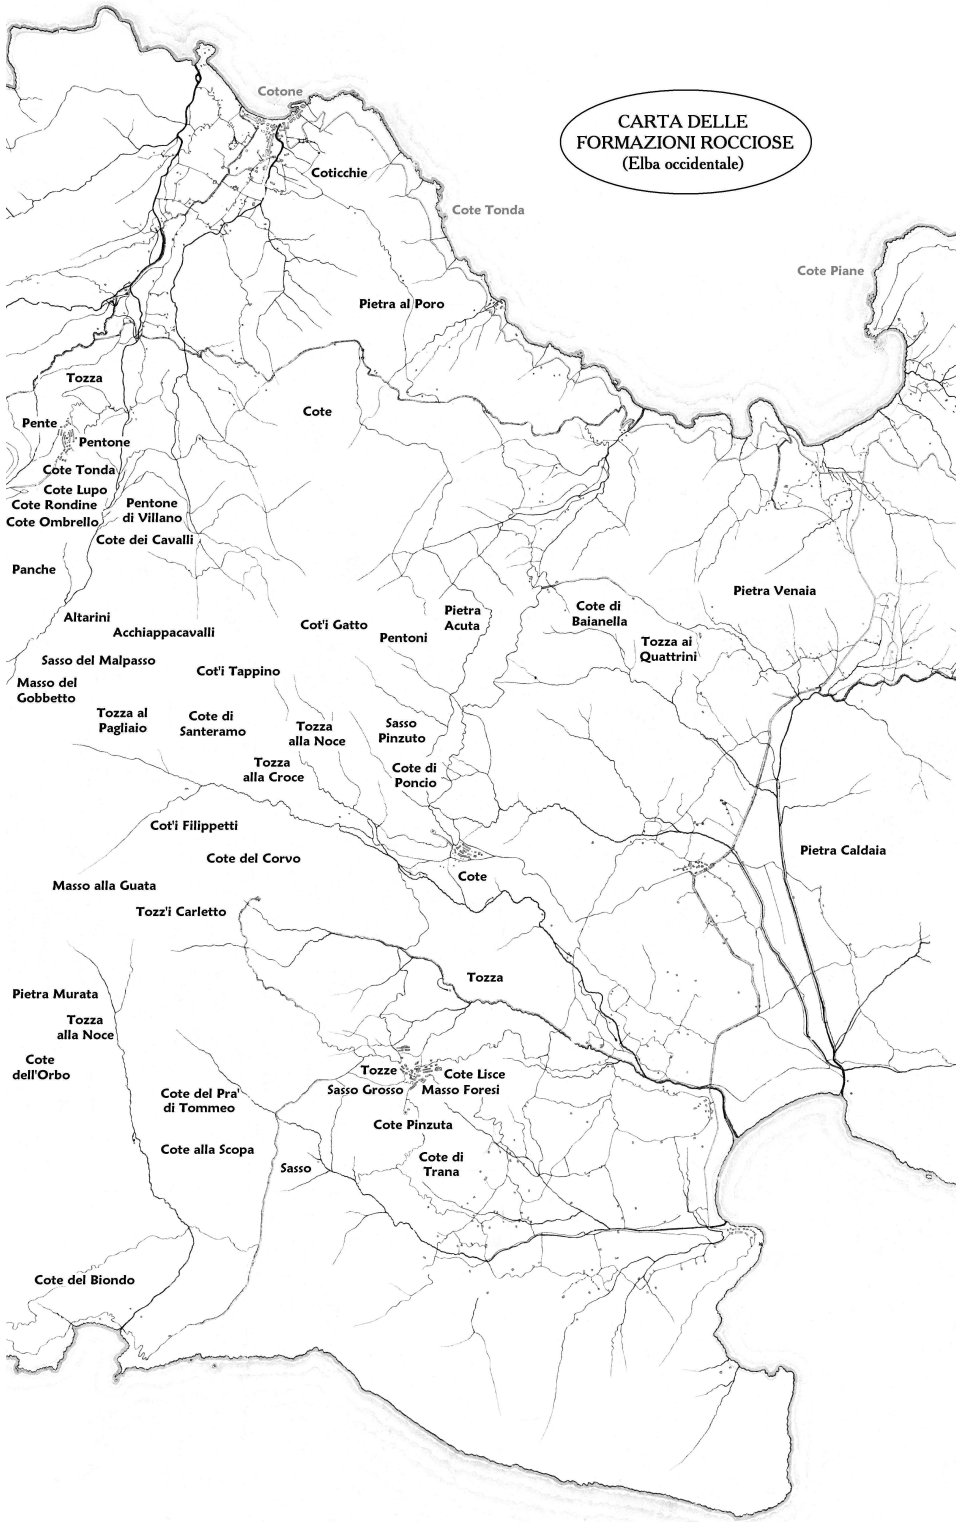 CARTA DELLE
FORMAZIONI ROCCIOSE
(Elba occidentale)
Cotone
Coticchie
Cote Tonda
Cote Piane
Pietra al Poro
Tozza
Cote
Pente
Pentone
Cote Tonda
Cote Lupo
Cote Rondine
Cote Ombrello
Pentone
di Villano
Cote dei Cavalli
Panche
Altarini
Acchiappacavalli
Cot'i Gatto
Pentoni
Pietra
Acuta
Cote di
Baianella
Pietra Venaia
Tozza ai
Quattrini
Sasso del Malpasso
Masso del
Gobbetto
Cot'i Tappino
Tozza al
Pagliaio
Cote di
Santeramo
Tozza
alla Noce
Sasso
Pinzuto
Tozza
alla Croce
Cote di
Poncio
Cot'i Filippetti
Cote del Corvo
Cote
Pietra Caldaia
Masso alla Guata
Tozz'i Carletto
Tozza
Pietra Murata
Tozza
alla Noce
Cote
dell'Orbo
Tozze
Cote Lisce
Sasso Grosso
Masso Foresi
Cote del Pra'
di Tommeo
Cote Pinzuta
Cote alla Scopa
Sasso
Cote di
Trana
Cote del Biondo